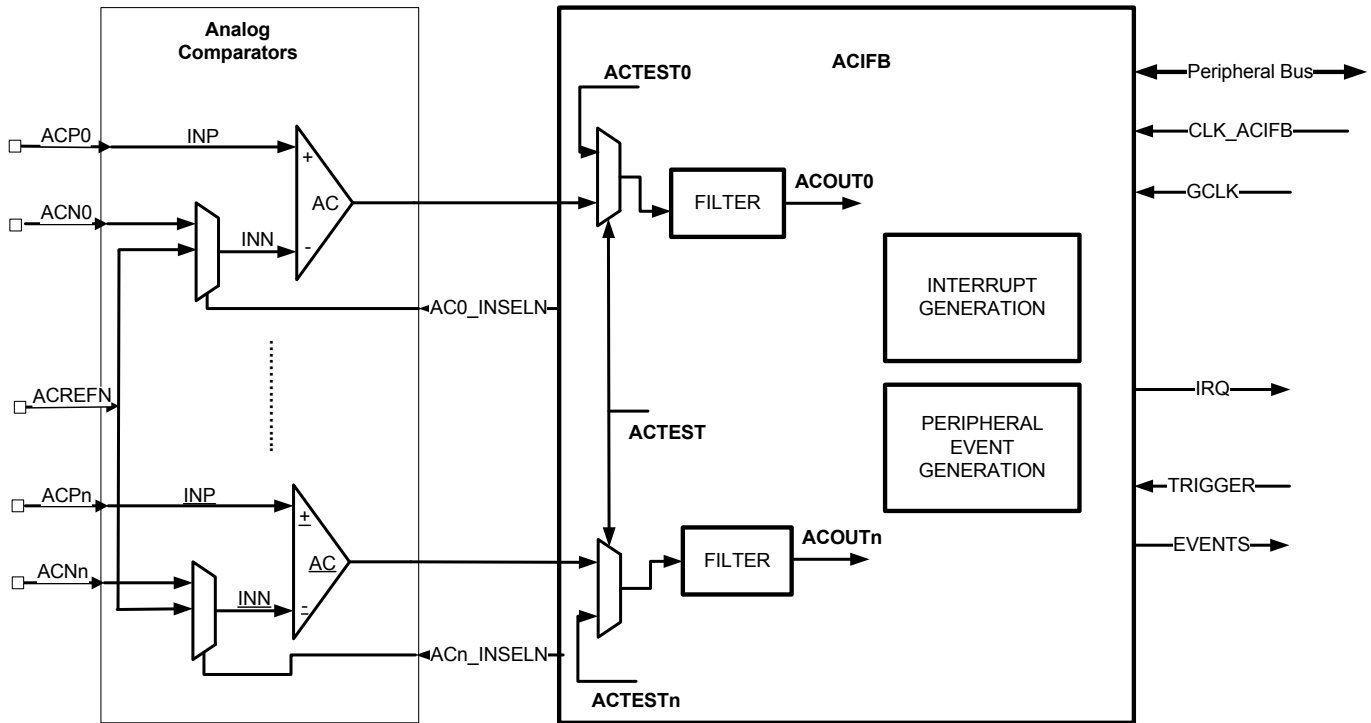 Analog
Comparators
ACIFB
ACTEST0
Peripheral Bus
ACP0
INP
CLK_ACIFB
+
AC
FILTER
ACOUT0
GCLK
ACN0
INN
-
AC0_INSELN
INTERRUPT
GENERATION
ACREFN
ACTEST
IRQ
PERIPHERAL
EVENT
GENERATION
ACPn
INP
TRIGGER
+
AC
FILTER
ACOUTn
EVENTS
ACNn
INN
-
ACn_INSELN
ACTESTn